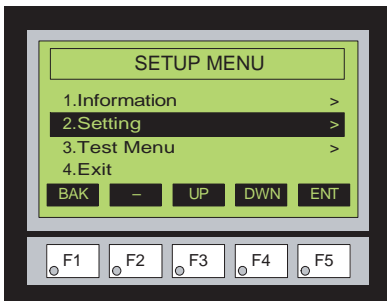 SETUP MENU
1.Information >
2.Setting >
3.Test Menu >
4.Exit
BAK – UP DWN ENT
F1 F2 F3 F4 F5